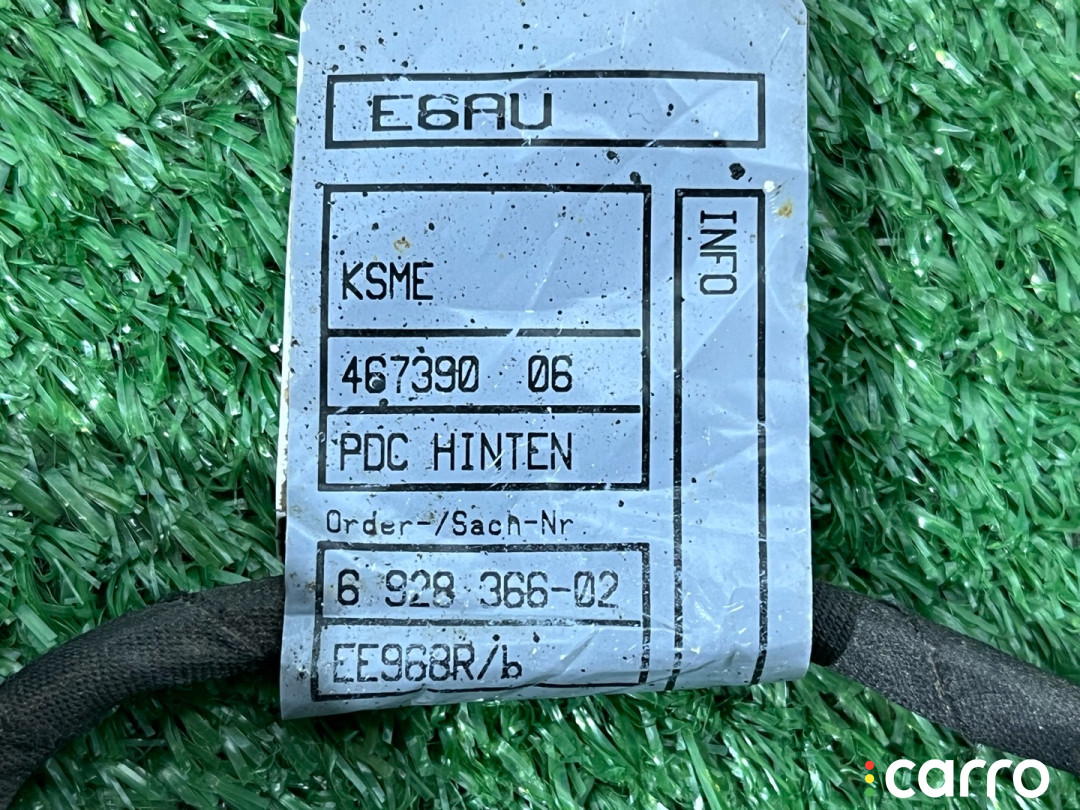 E6AU
INFO
KSME
467390 06
PDC HINTEN
Order-/Sach-Nr.
6 928 366-02
EE968R/b
carro